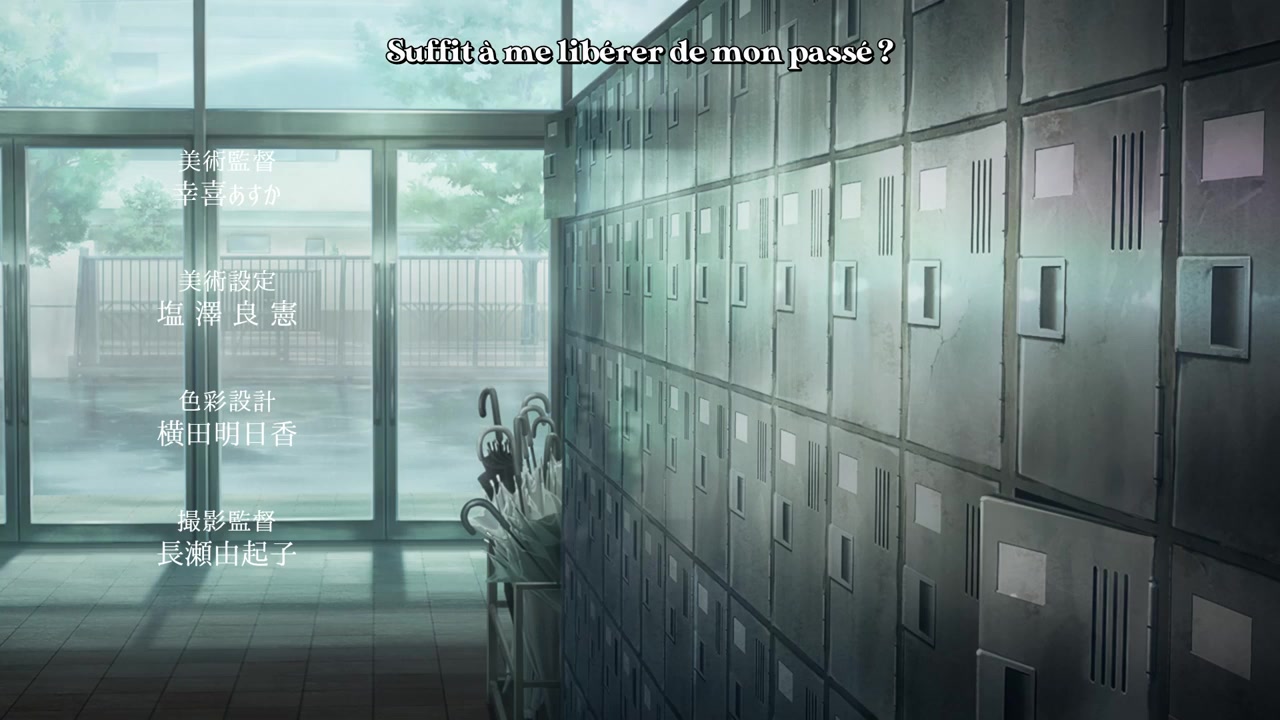 Suffit à me libérer de mon passé ?
美術監督
幸喜あすか
美術設定
塩澤良憲
色彩設計
横田明日香
撮影監督
長瀬由起子